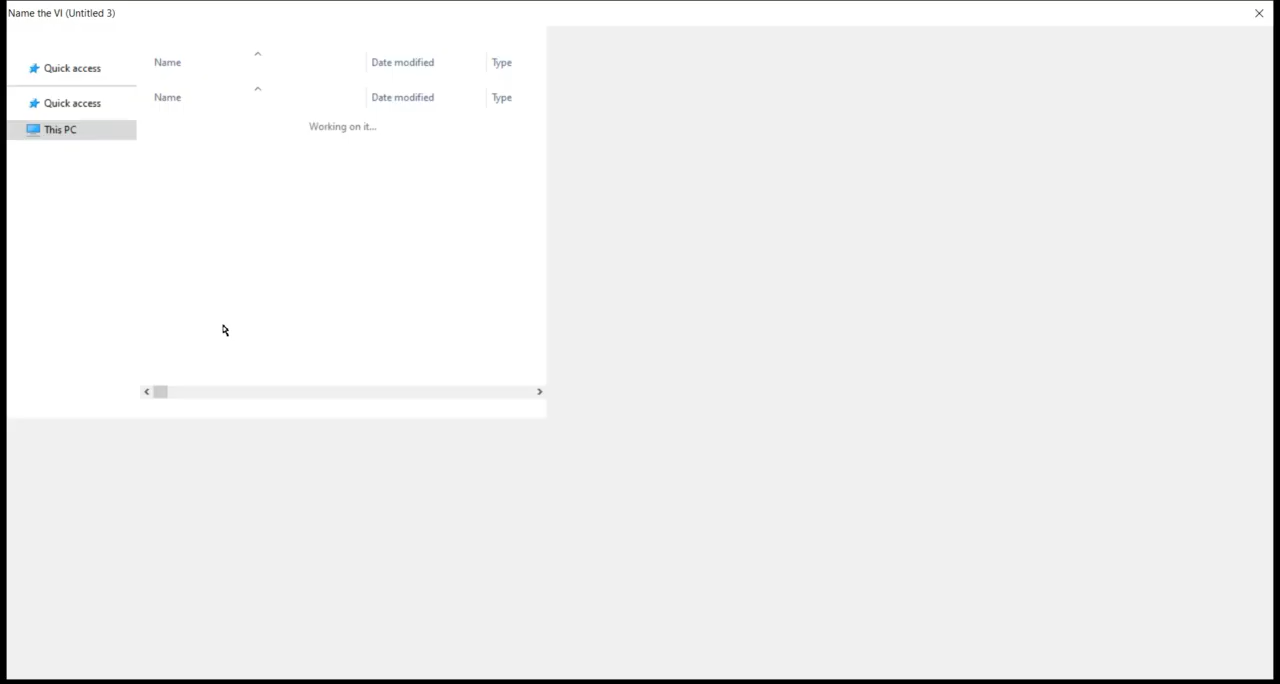 Name the VI (Untitled 3)
Quick access
Name Date modified Type
Quick access
Name Date modified Type
This PC
Working on it...